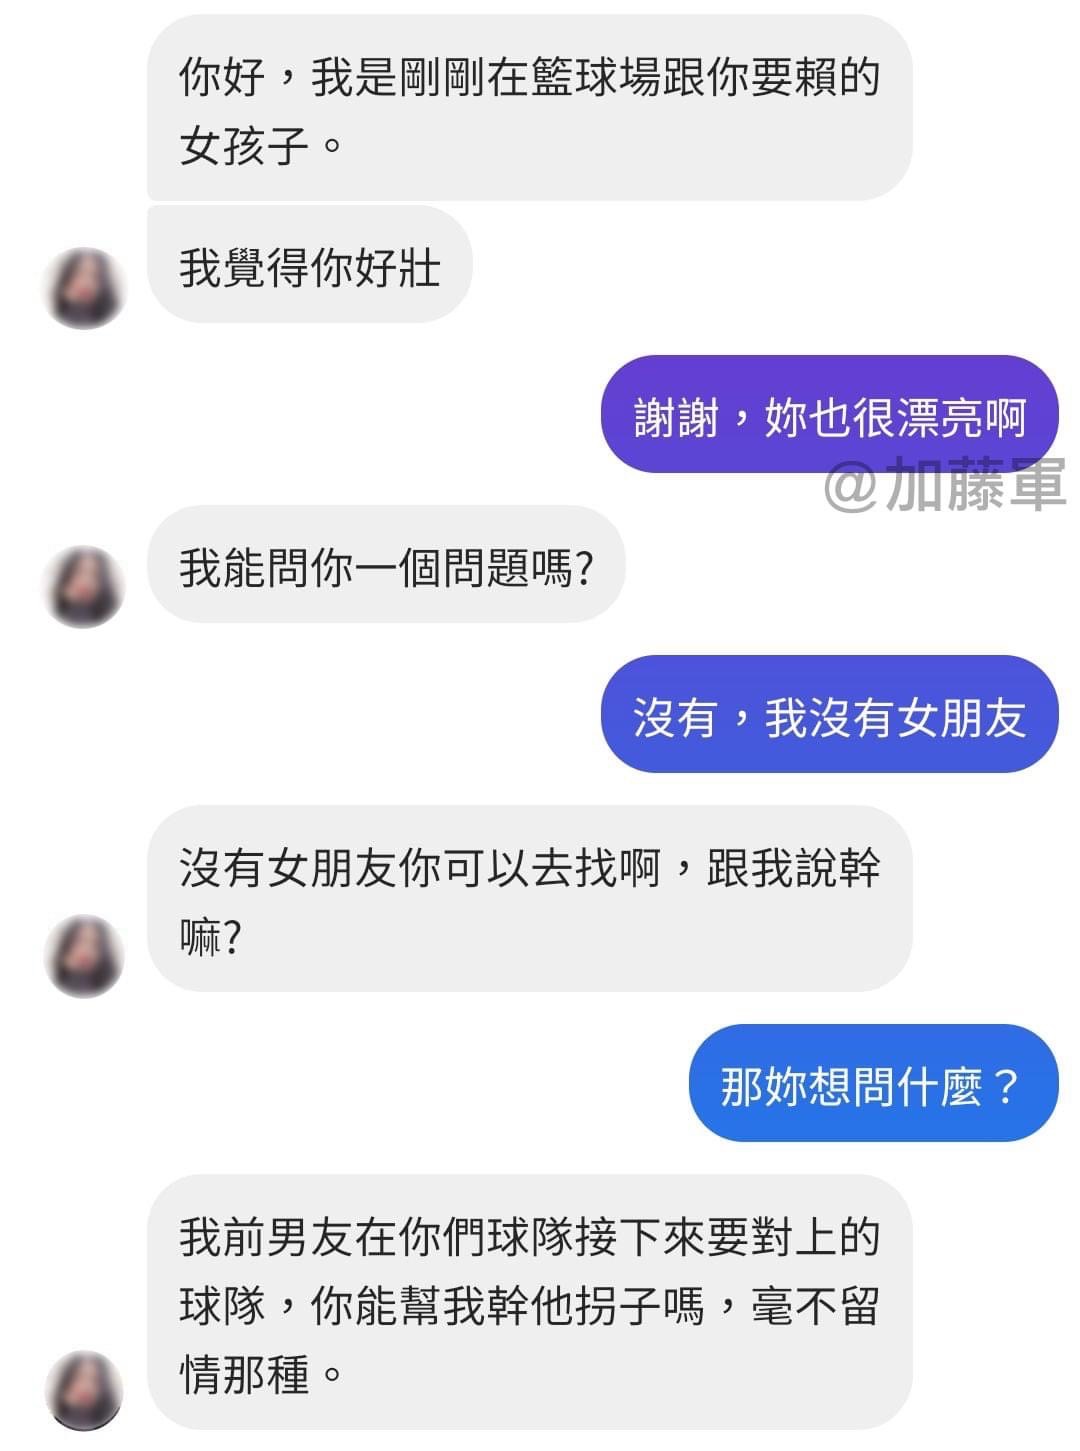 你好，我是剛剛在籃球場跟你要賴的
女孩子。
我覺得你好壯
謝謝，妳也很漂亮啊
@加藤軍
我能問你一個問題嗎?
沒有，我沒有女朋友
沒有女朋友你可以去找啊，跟我說幹
嘛?
那妳想問什麼？
我前男友在你們球隊接下來要對上的
球隊，你能幫我幹他拐子嗎，毫不留
情那種。